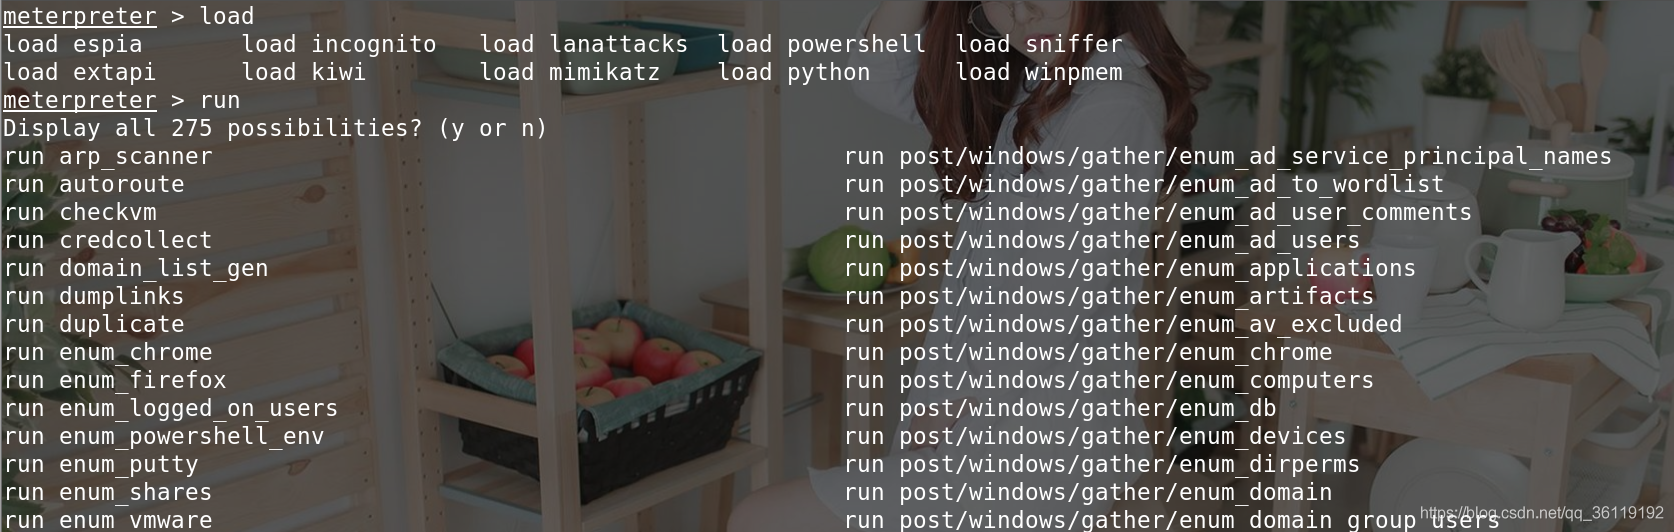 meterpreter > load
load espia load incognito load lanattacks load powershell load sniffer
load extapi load kiwi load mimikatz load python load winpmem
meterpreter > run
Display all 275 possibilities? (y or n)
run arp_scanner run post/windows/gather/enum_ad_service_principal_names
run autoroute run post/windows/gather/enum_ad_to_wordlist
run checkvm run post/windows/gather/enum_ad_user_comments
run credcollect run post/windows/gather/enum_ad_users
run domain_list_gen run post/windows/gather/enum_applications
run dumplinks run post/windows/gather/enum_artifacts
run duplicate run post/windows/gather/enum_av_excluded
run enum_chrome run post/windows/gather/enum_chrome
run enum_firefox run post/windows/gather/enum_computers
run enum_logged_on_users run post/windows/gather/enum_db
run enum_powershell_env run post/windows/gather/enum_devices
run enum_putty run post/windows/gather/enum_dirperms
run enum_shares run post/windows/gather/enum_domain
run enum_vmware run post/windows/gather/enum_domain_group_users
https://blog.csdn.net/qq_36119192